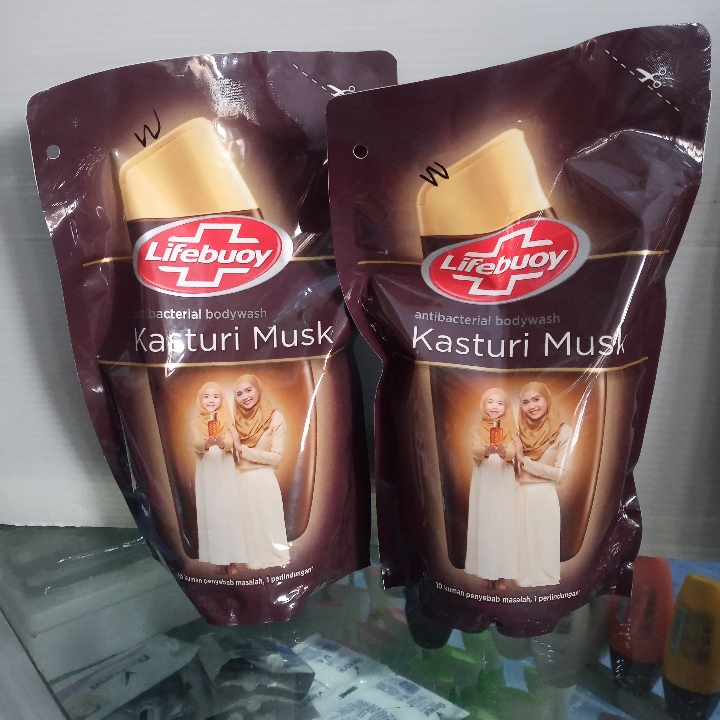 W
Lifebuoy
antibacterial bodywash
Kasturi Musk
10 kuman penyebab masalah, 1 perlindungan*
W
Lifebuoy
antibacterial bodywash
Kasturi Musk
10 kuman penyebab masalah, 1 perlindungan*